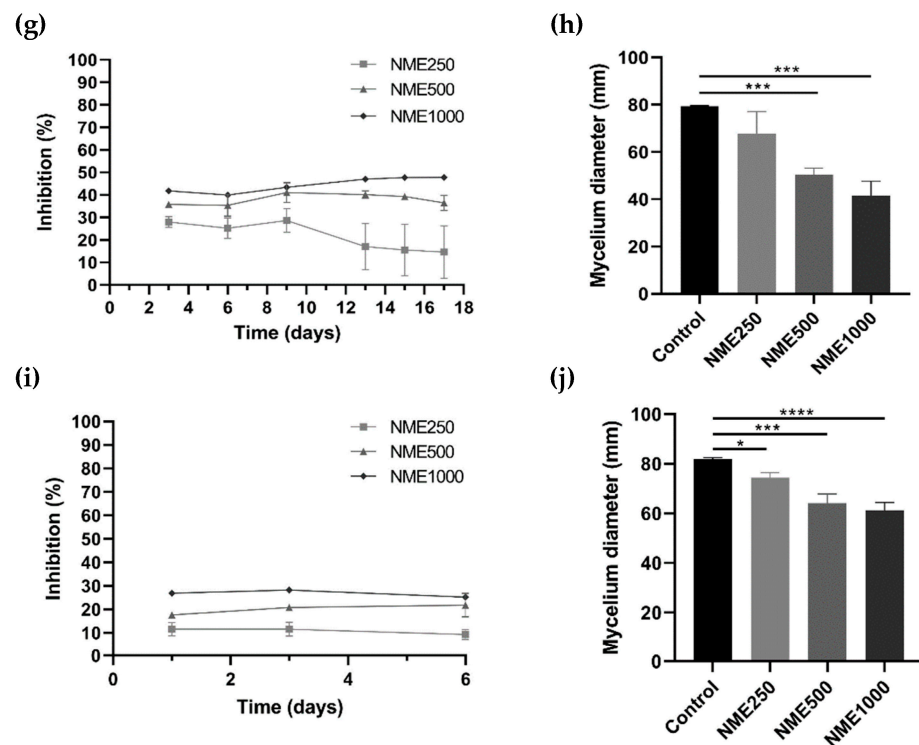 (g)
Inhibition (%)
100
90
80
70
60
50
40
30
20
10
0
0 2 4 6 8 10 12 14 16 18
Time (days)
NME250
NME500
NME1000
(h)
Mycelium diameter (mm)
100
80
60
40
20
0
***
***
Control
NME250
NME500
NME1000
(i)
Inhibition (%)
100
90
80
70
60
50
40
30
20
10
0
0 2 4 6
Time (days)
NME250
NME500
NME1000
(j)
Mycelium diameter (mm)
100
80
60
40
20
0
****
***
*
Control
NME250
NME500
NME1000